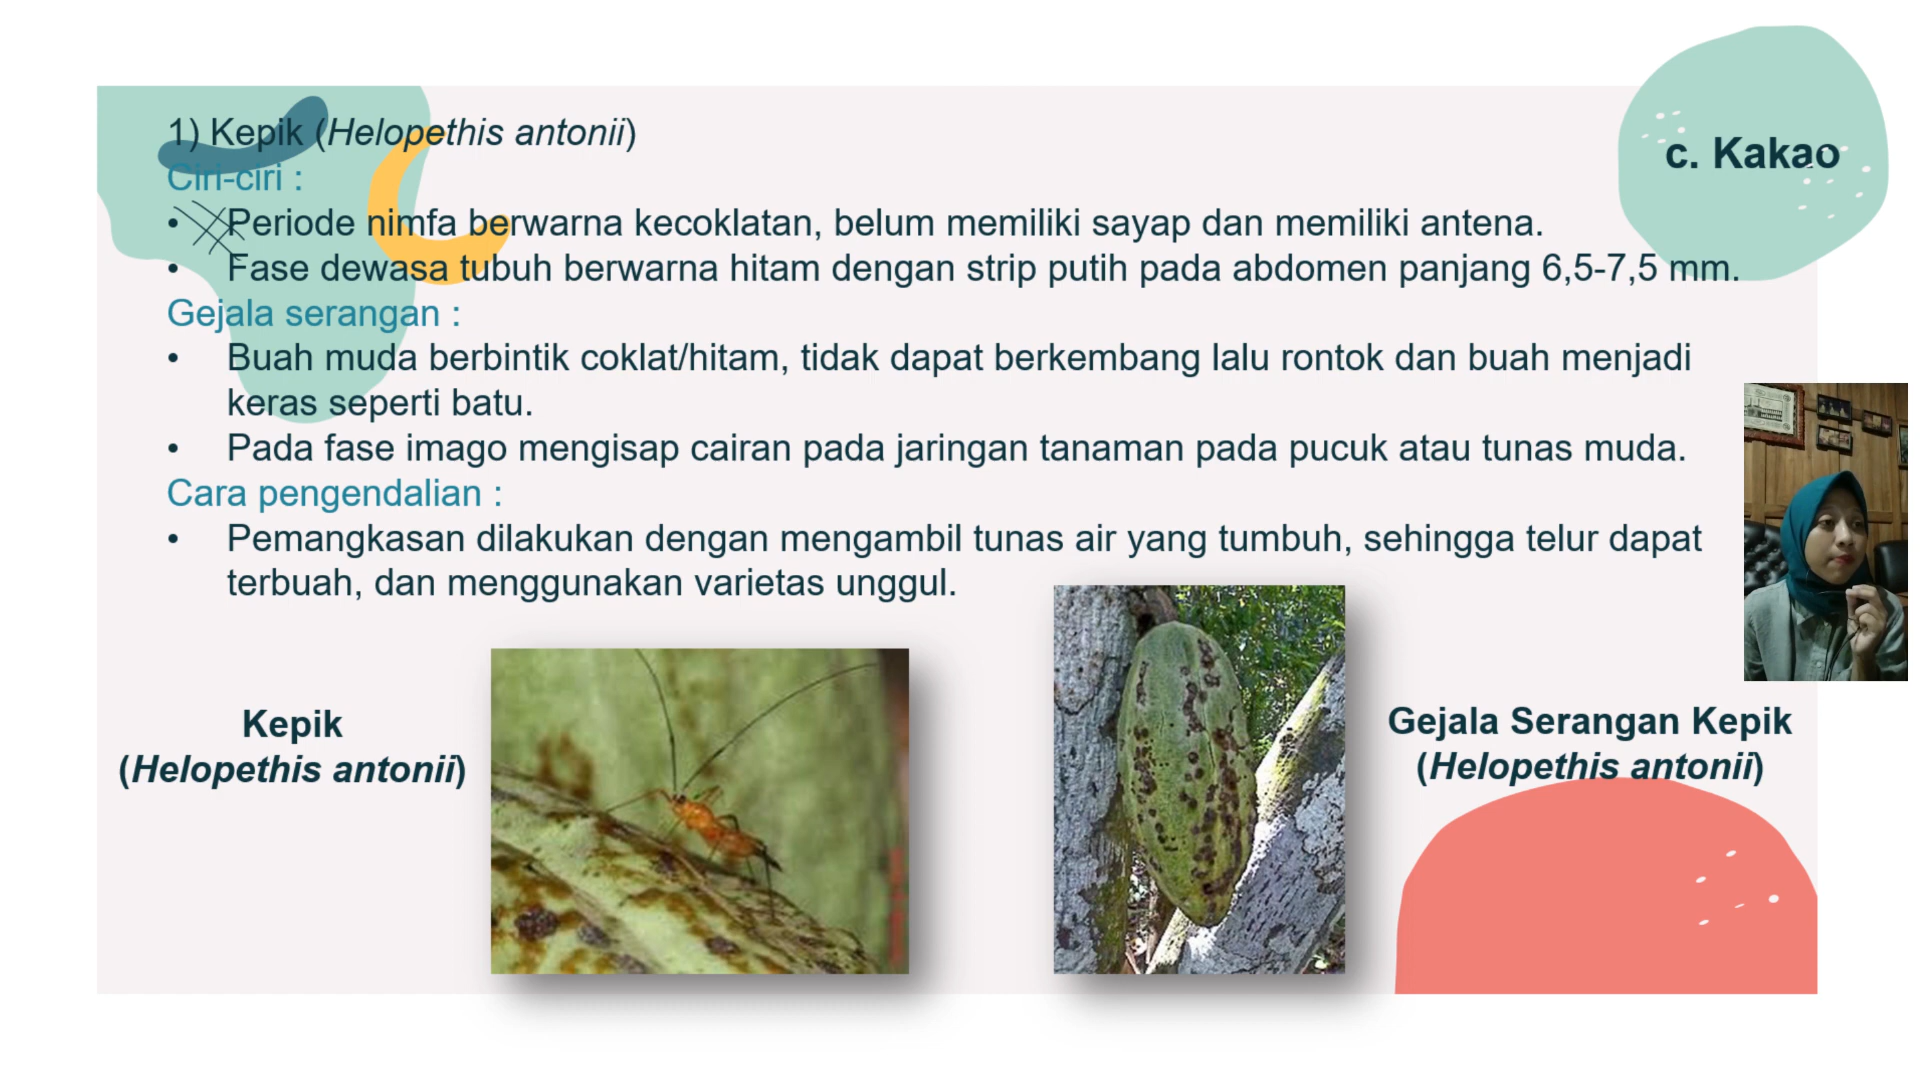 c. Kakao
1) Kepik (Helopethis antonii)
Ciri-ciri :
• Periode nimfa berwarna kecoklatan, belum memiliki sayap dan memiliki antena.
• Fase dewasa tubuh berwarna hitam dengan strip putih pada abdomen panjang 6,5-7,5 mm.
Gejala serangan :
• Buah muda berbintik coklat/hitam, tidak dapat berkembang lalu rontok dan buah menjadi
keras seperti batu.
• Pada fase imago mengisap cairan pada jaringan tanaman pada pucuk atau tunas muda.
Cara pengendalian :
• Pemangkasan dilakukan dengan mengambil tunas air yang tumbuh, sehingga telur dapat
terbuah, dan menggunakan varietas unggul.
Kepik
(Helopethis antonii)
Gejala Serangan Kepik
(Helopethis antonii)